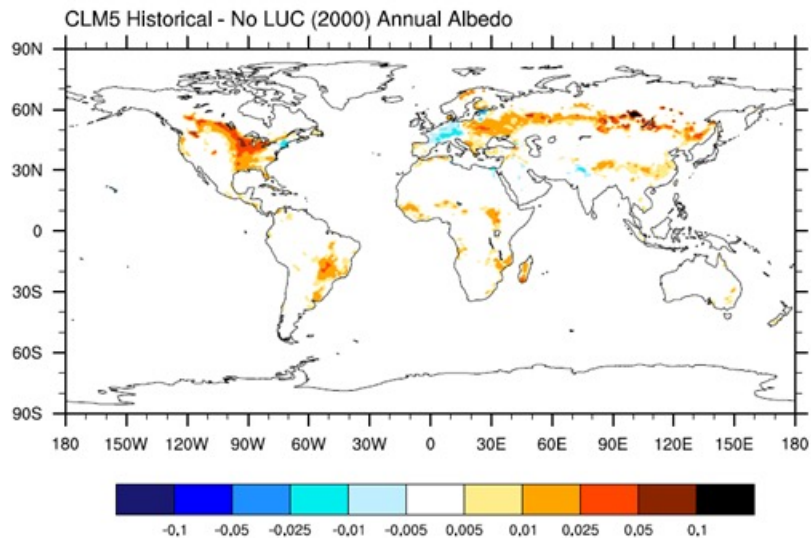 CLM5 Historical - No LUC (2000) Annual Albedo
90N
60N
30N
0
30S
60S
90S
180 150W 120W 90W 60W 30W 0 30E 60E 90E 120E 150E 180
-0.1 -0.05 -0.025 -0.01 -0.005 0.005 0.01 0.025 0.05 0.1